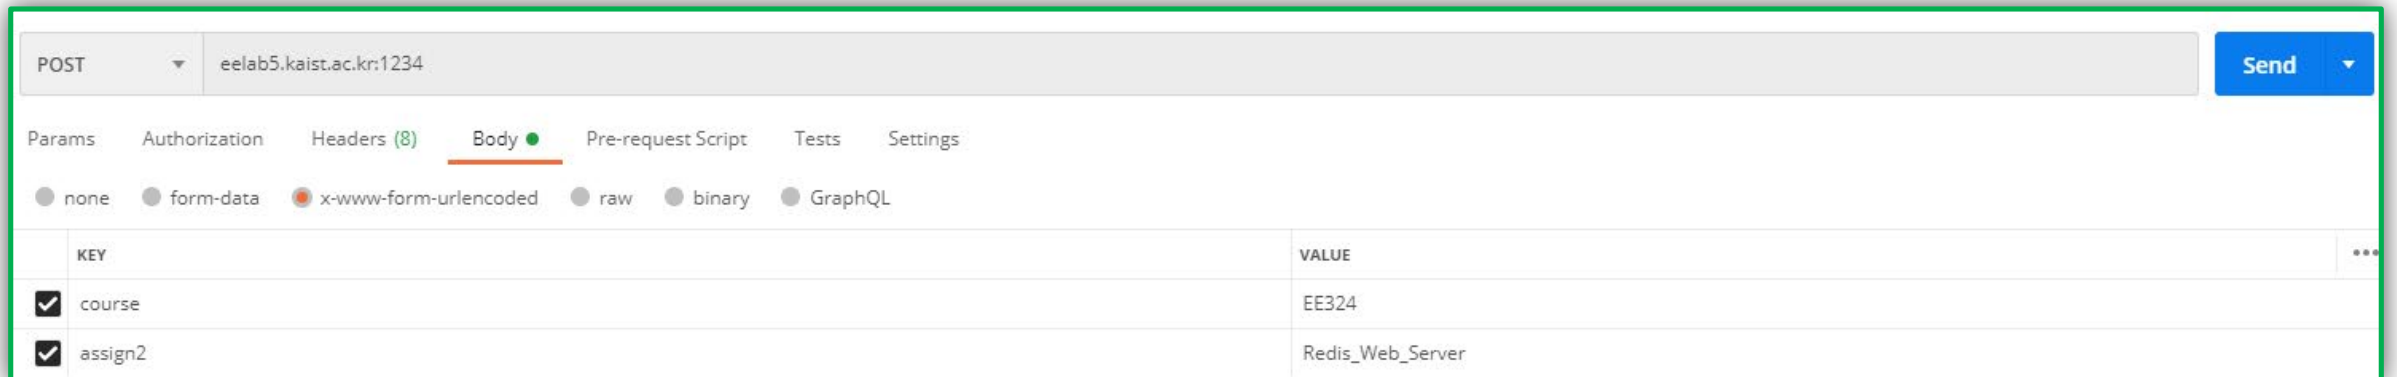 POST eelab5.kaist.ac.kr:1234 Send
Params Authorization Headers (8) Body Pre-request Script Tests Settings
none form-data x-www-form-urlencoded raw binary GraphQL
KEY VALUE
course EE324
assign2 Redis_Web_Server